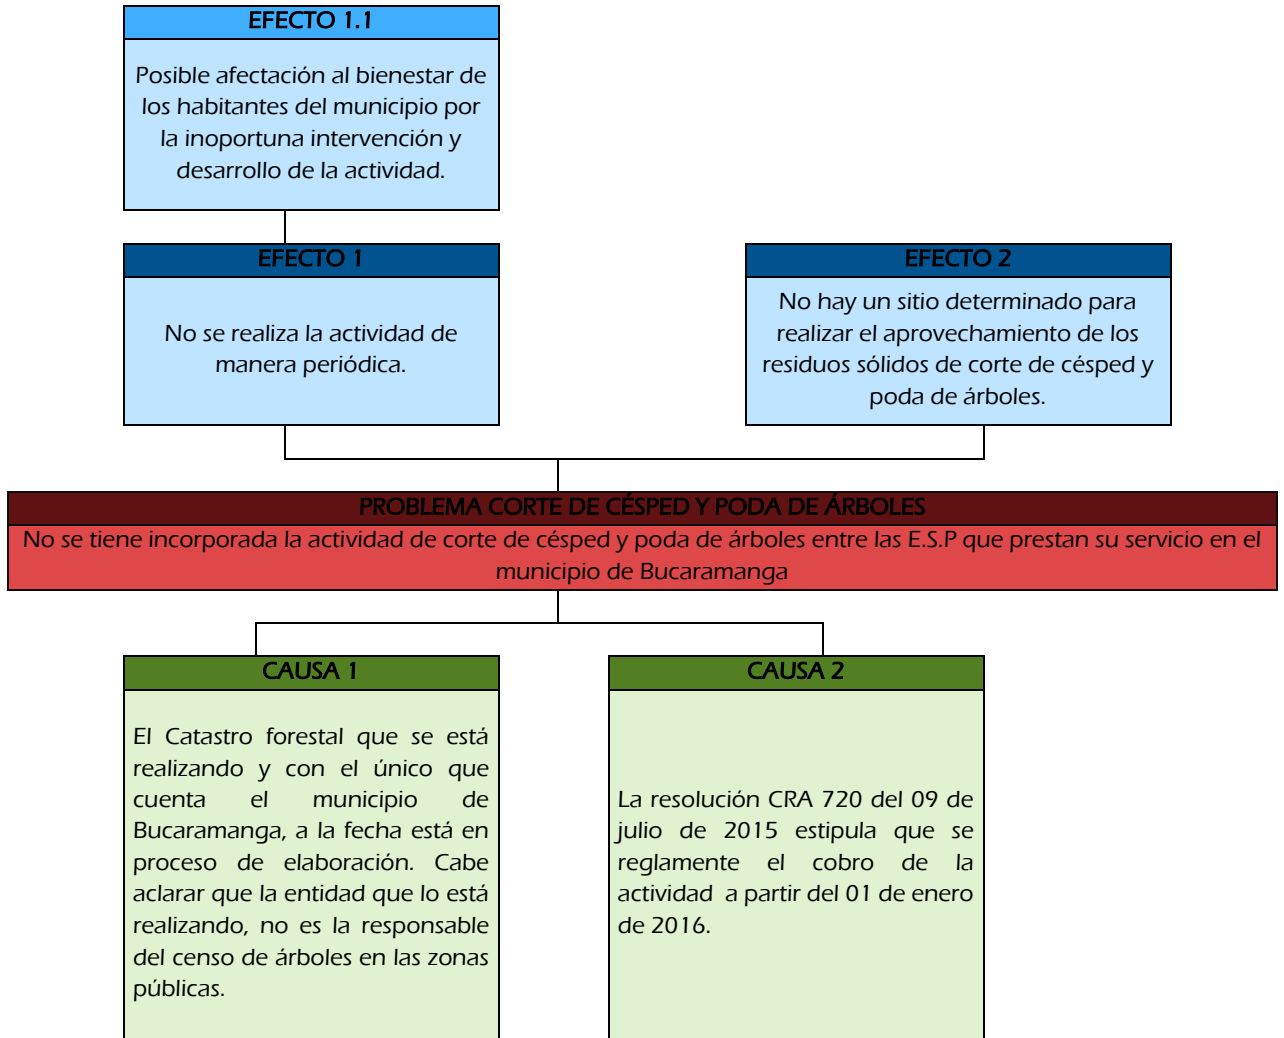 EFECTO 1.1
Posible afectación al bienestar de
los habitantes del municipio por
la inoportuna intervención y
desarrollo de la actividad.
EFECTO 1
No se realiza la actividad de
manera periódica.
EFECTO 2
No hay un sitio determinado para
realizar el aprovechamiento de los
residuos sólidos de corte de césped y
poda de árboles.
PROBLEMA CORTE DE CÉSPED Y PODA DE ÁRBOLES
No se tiene incorporada la actividad de corte de césped y poda de árboles entre las E.S.P que prestan su servicio en el
municipio de Bucaramanga
CAUSA 1
El Catastro forestal que se está
realizando y con el único que
cuenta el municipio de
Bucaramanga, a la fecha está en
proceso de elaboración. Cabe
aclarar que la entidad que lo está
realizando, no es la responsable
del censo de árboles en las zonas
públicas.
CAUSA 2
La resolución CRA 720 del 09 de
julio de 2015 estipula que se
reglamente el cobro de la
actividad a partir del 01 de enero
de 2016.